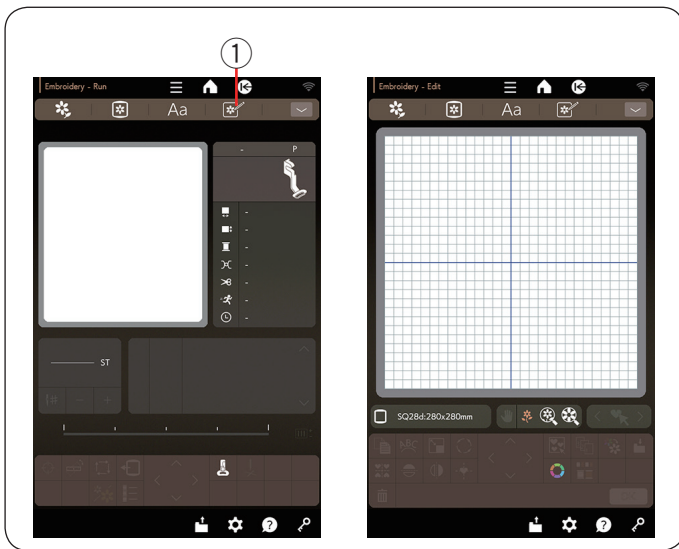 ①
Embroidery - Run
Aa
- P
-
-
-
-
-
-
-
ST
Embroidery - Edit
Aa
SQ28d:280x280mm